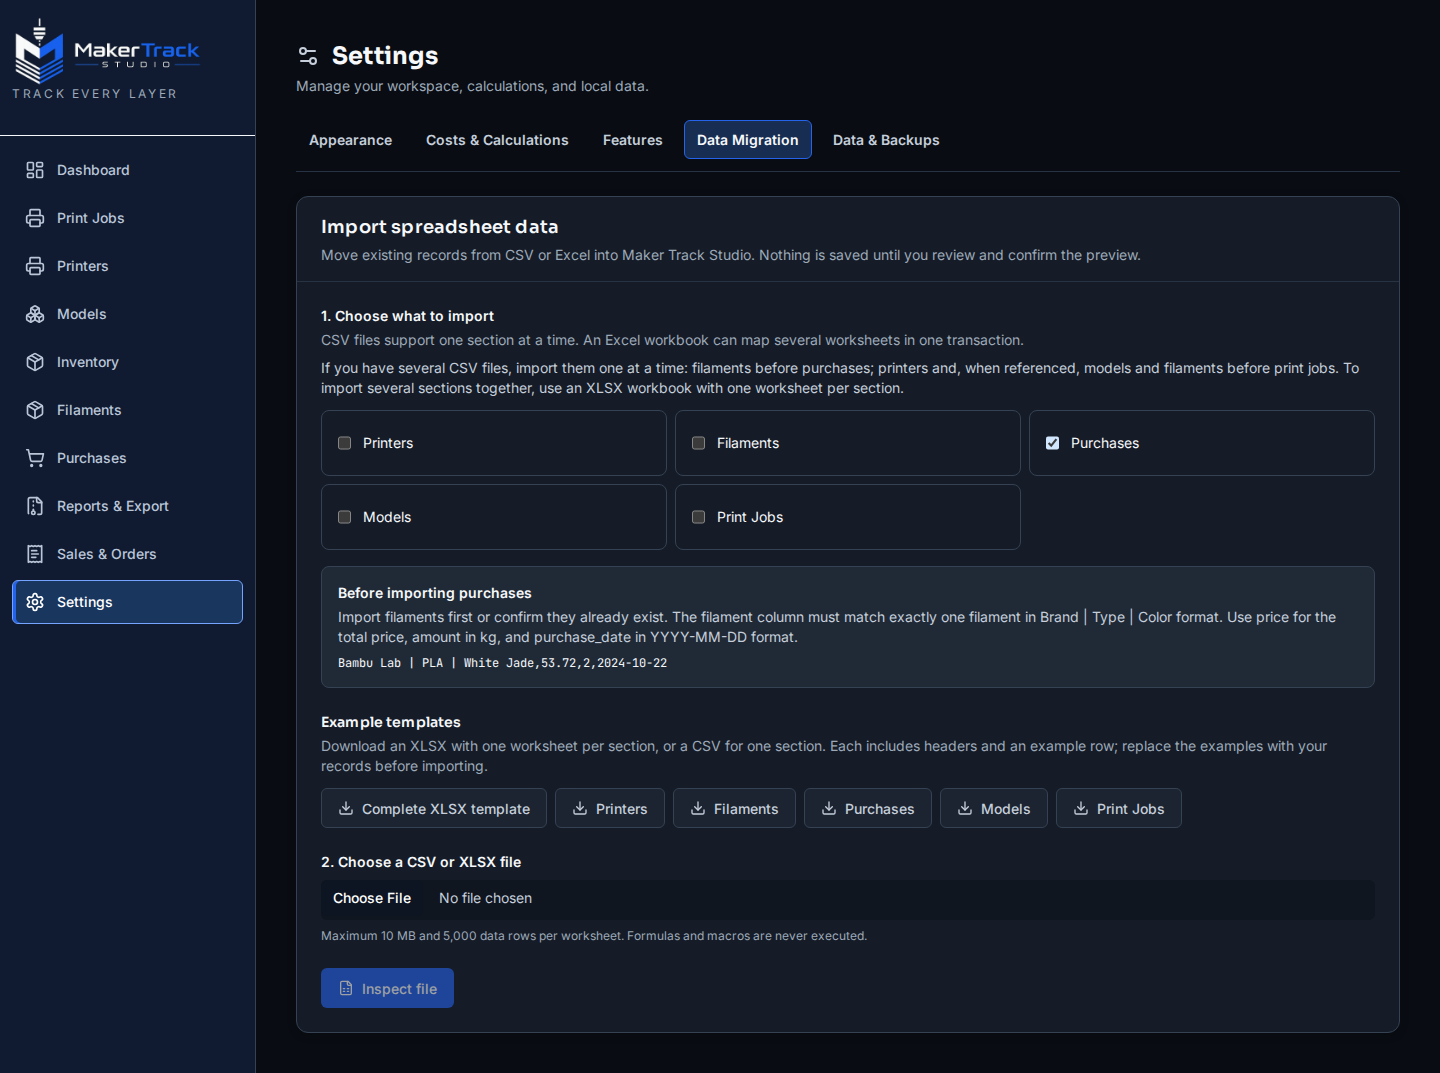 MakerTrack
STUDIO
TRACK EVERY LAYER
Dashboard
Print Jobs
Printers
Models
Inventory
Filaments
Purchases
Reports & Export
Sales & Orders
Settings
Settings
Manage your workspace, calculations, and local data.
Appearance
Costs & Calculations
Features
Data Migration
Data & Backups
Import spreadsheet data
Move existing records from CSV or Excel into Maker Track Studio. Nothing is saved until you review and confirm the preview.
1. Choose what to import
CSV files support one section at a time. An Excel workbook can map several worksheets in one transaction.
If you have several CSV files, import them one at a time: filaments before purchases; printers and, when referenced, models and filaments before print jobs. To
import several sections together, use an XLSX workbook with one worksheet per section.
Printers
Filaments
Purchases
Models
Print Jobs
Before importing purchases
Import filaments first or confirm they already exist. The filament column must match exactly one filament in Brand | Type | Color format. Use price for the
total price, amount in kg, and purchase_date in YYYY-MM-DD format.
Bambu Lab | PLA | White Jade,53.72,2,2024-10-22
Example templates
Download an XLSX with one worksheet per section, or a CSV for one section. Each includes headers and an example row; replace the examples with your
records before importing.
Complete XLSX template
Printers
Filaments
Purchases
Models
Print Jobs
2. Choose a CSV or XLSX file
Choose File
No file chosen
Maximum 10 MB and 5,000 data rows per worksheet. Formulas and macros are never executed.
Inspect file